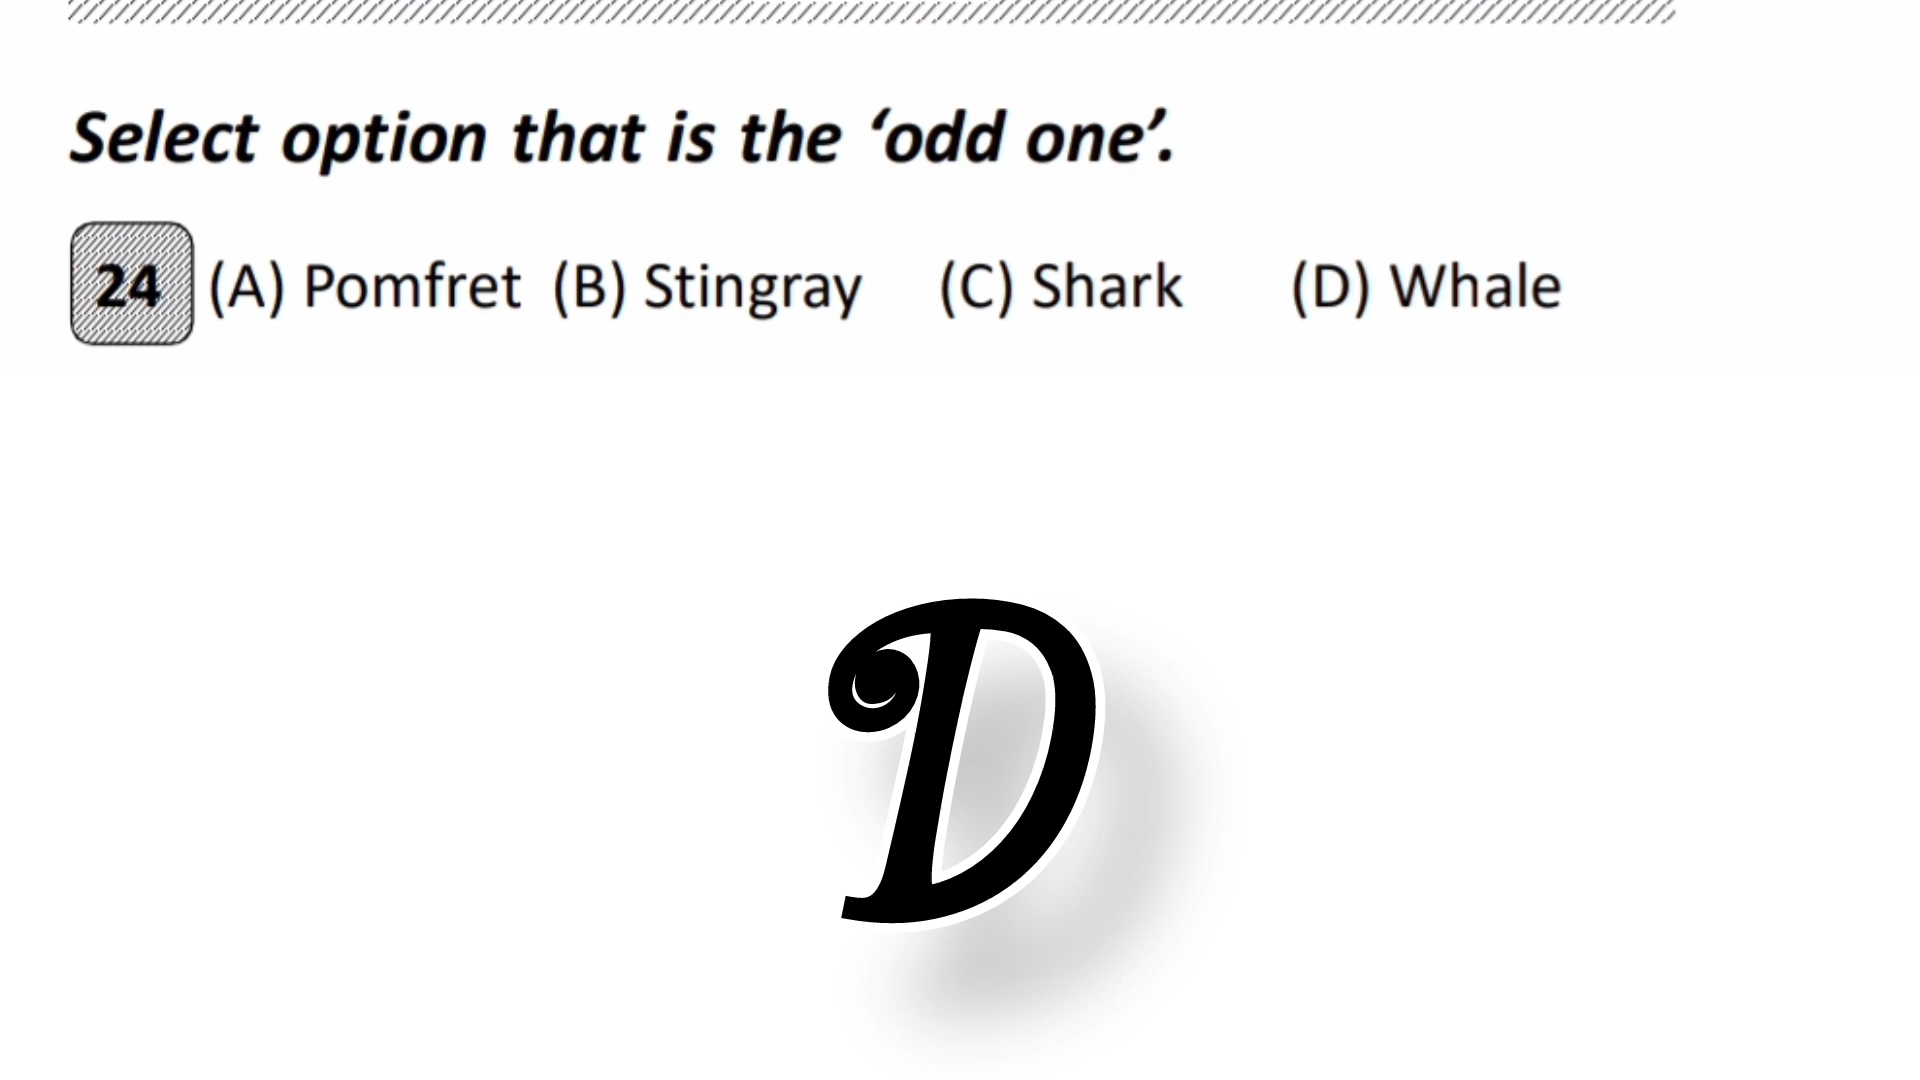 Select option that is the ‘odd one’.
24 (A) Pomfret (B) Stingray (C) Shark (D) Whale
D